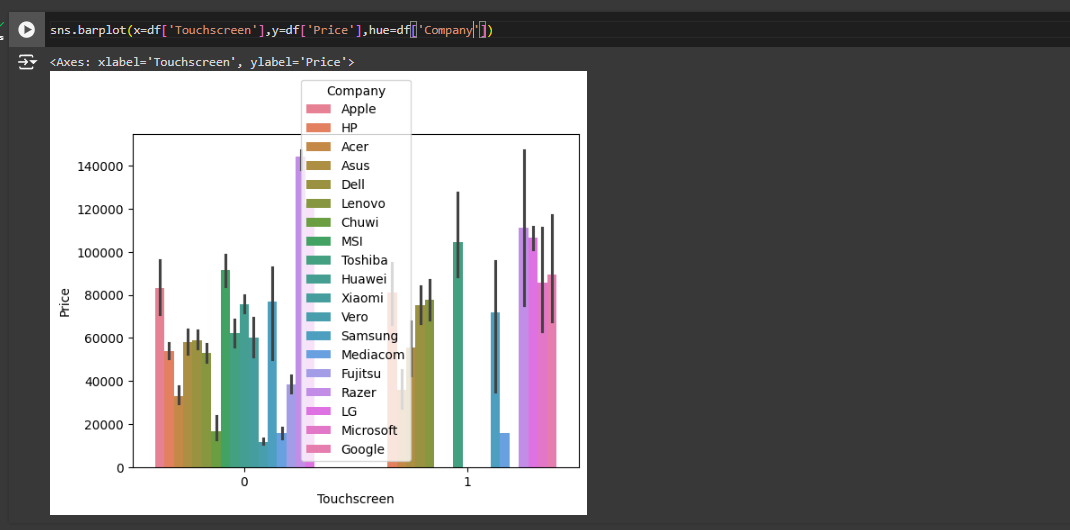 sns.barplot(x=df['Touchscreen'],y=df['Price'],hue=df['Company'])
<Axes: xlabel='Touchscreen', ylabel='Price'>
Company
Apple
HP
Acer
Asus
Dell
Lenovo
Chuwi
MSI
Toshiba
Huawei
Xiaomi
Vero
Samsung
Mediacom
Fujitsu
Razer
LG
Microsoft
Google
140000
120000
100000
80000
60000
40000
20000
0
Price
0 1
Touchscreen